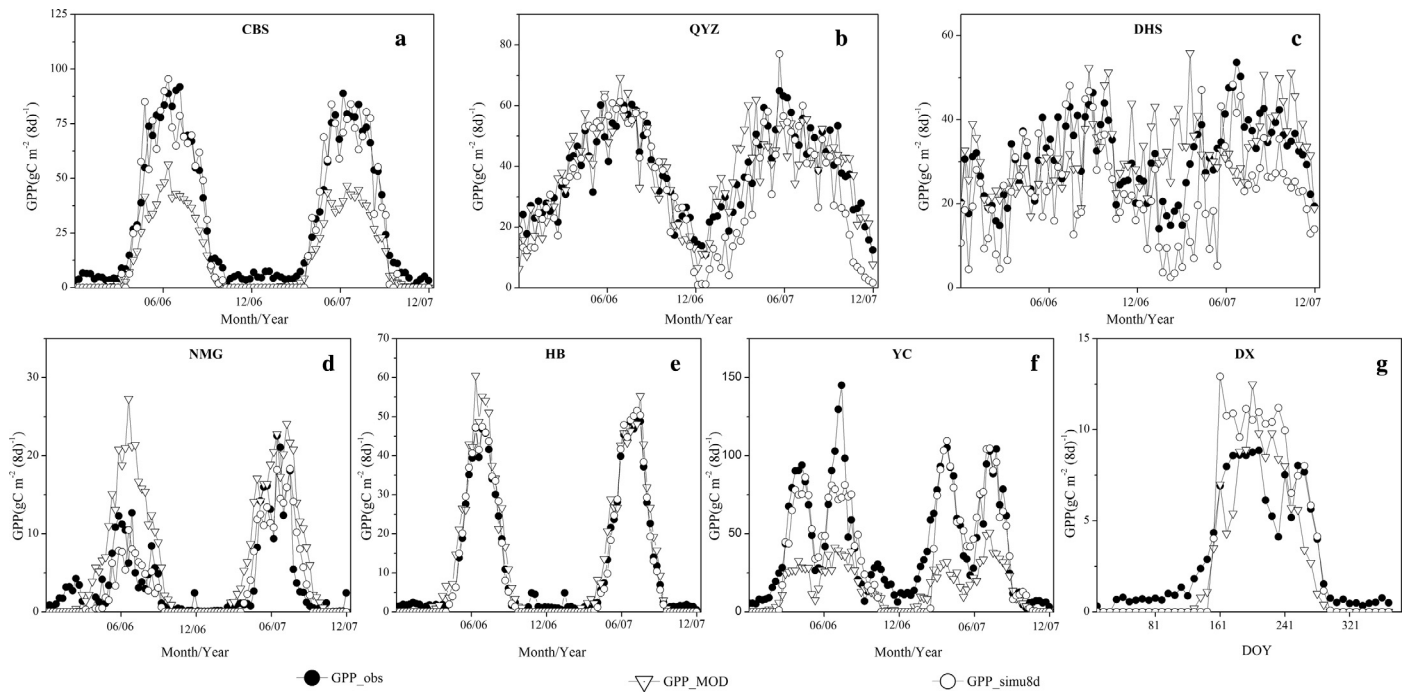 CBS
a
125
100
75
50
25
0
GPP(gC m⁻² (8d)⁻¹)
06/06 12/06 06/07 12/07
Month/Year
QYZ
b
80
60
40
20
0
GPP(gC m⁻² (8d)⁻¹)
06/06 12/06 06/07 12/07
Month/Year
DHS
c
60
40
20
0
GPP(gC m⁻² (8d)⁻¹)
06/06 12/06 06/07 12/07
Month/Year
NMG
d
30
20
10
0
GPP(gC m⁻² (8d)⁻¹)
06/06 12/06 06/07 12/07
Month/Year
HB
e
70
60
50
40
30
20
10
0
GPP(gC m⁻² (8d)⁻¹)
06/06 12/06 06/07 12/07
Month/Year
YC
f
150
100
75
50
25
0
GPP(gC m⁻² (8d)⁻¹)
06/06 12/06 06/07 12/07
Month/Year
DX
g
15
10
5
0
GPP(gC m⁻² (8d)⁻¹)
81 161 241 321
DOY
GPP_obs GPP_MOD GPP_simu8d